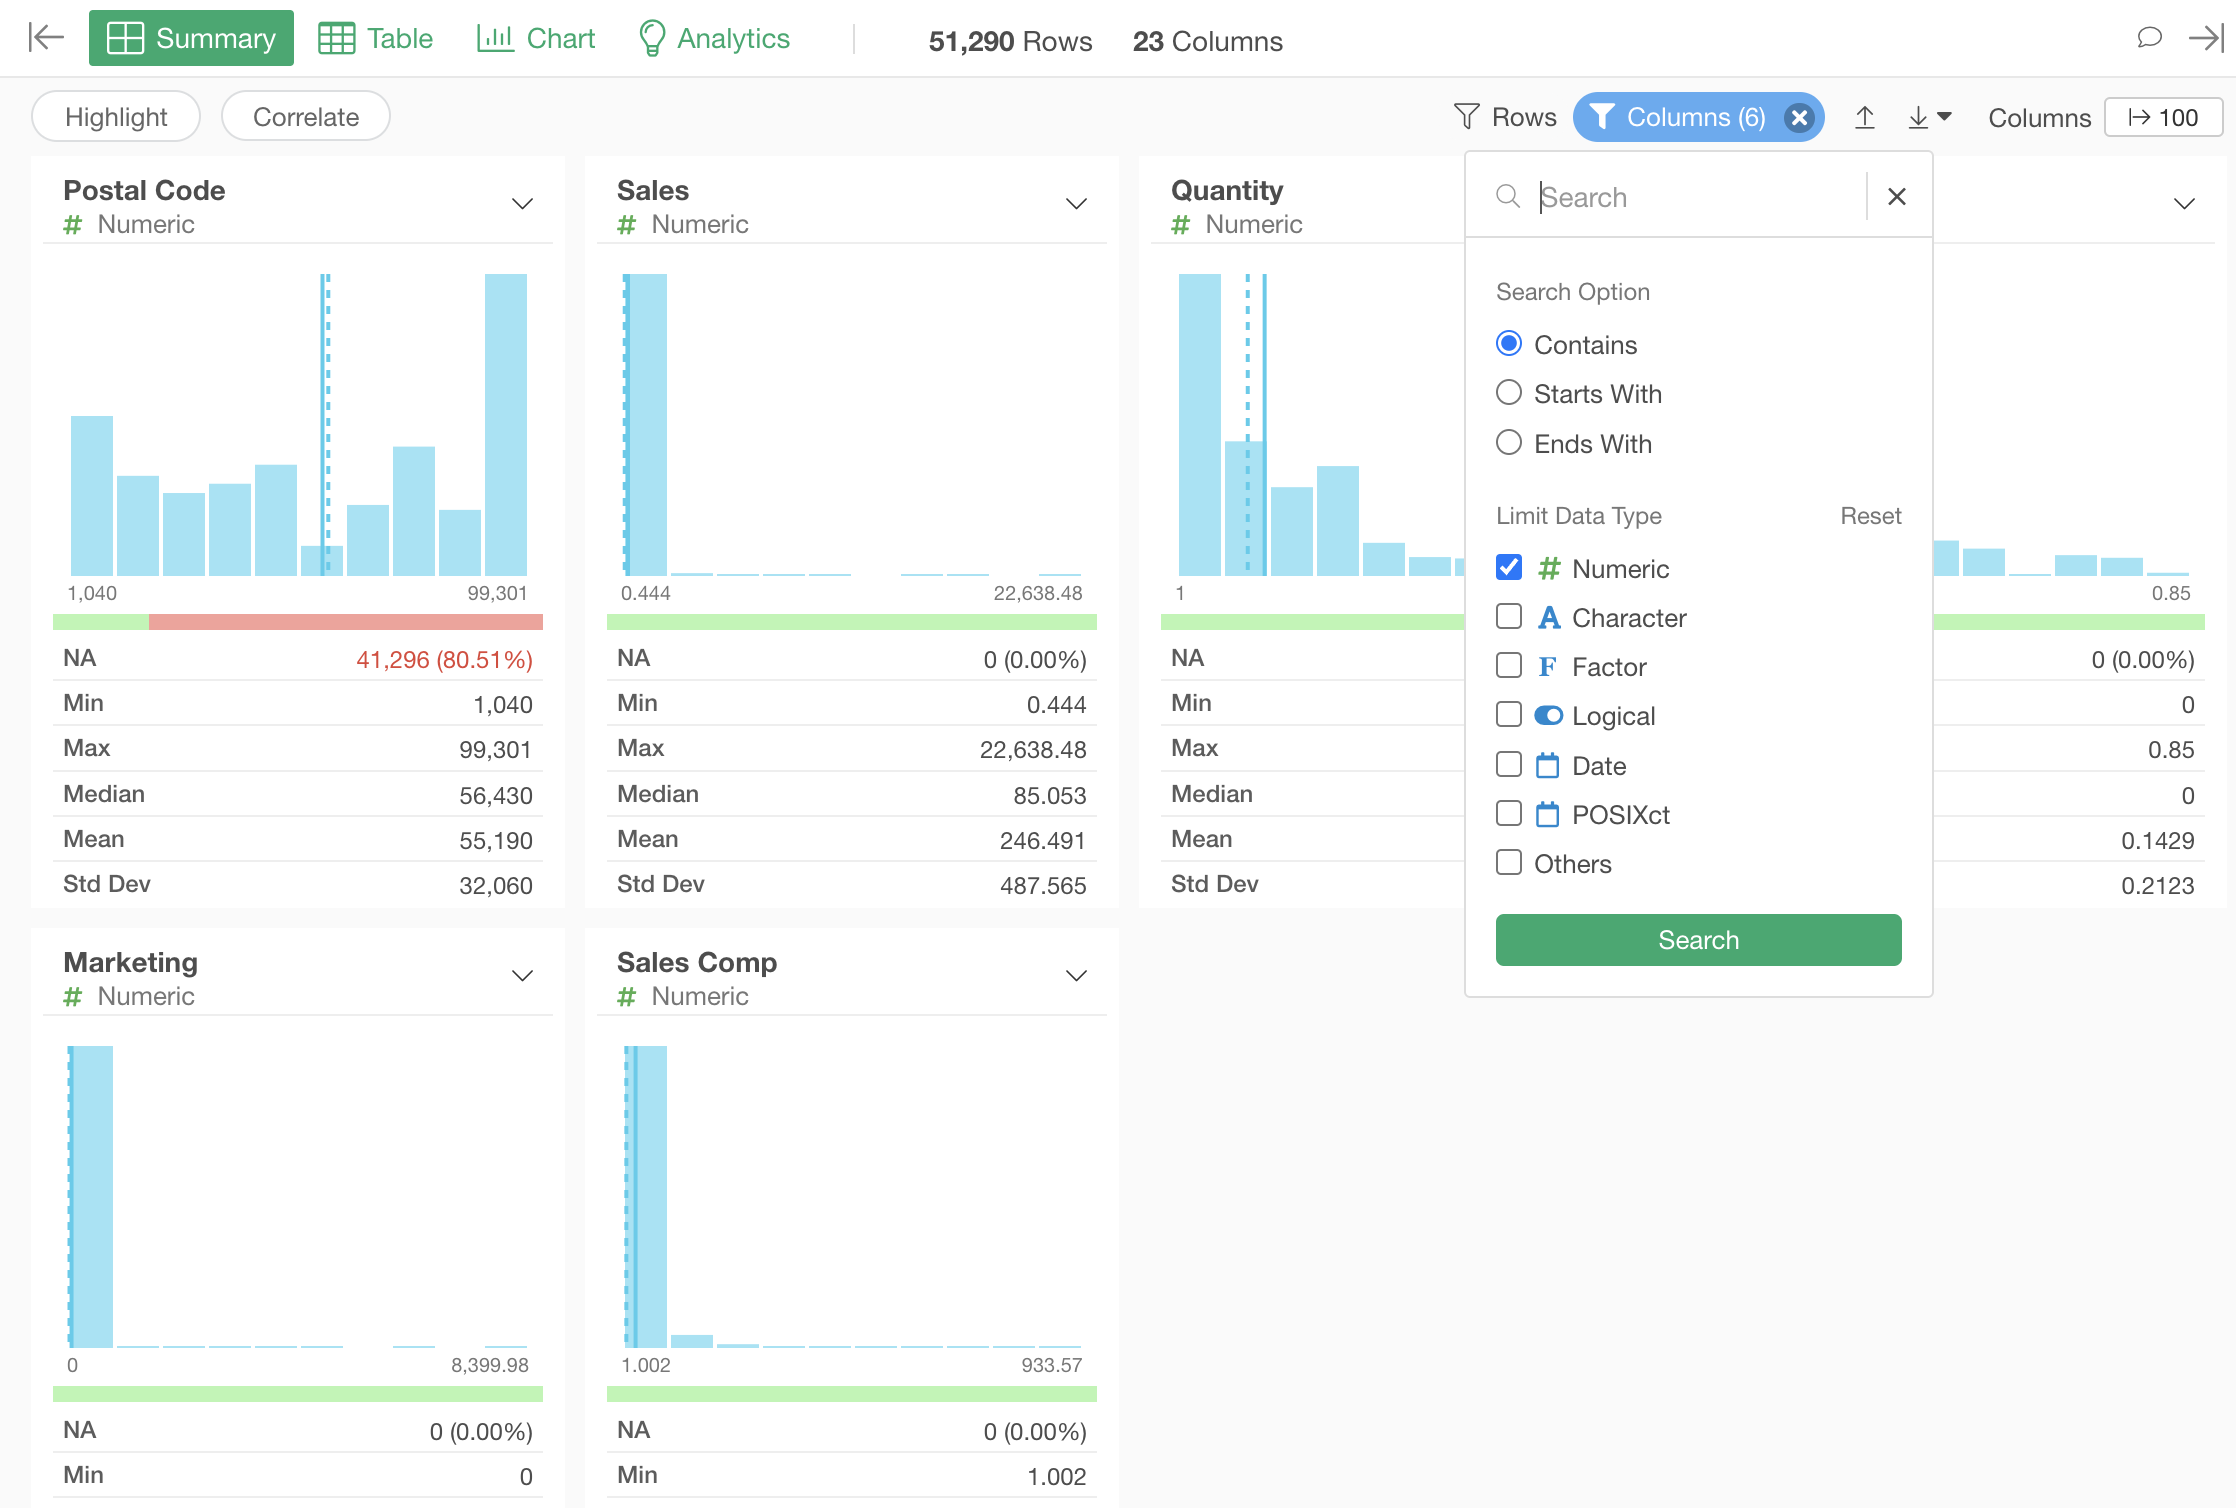 Summary Table Chart Analytics 51,290 Rows 23 Columns
Highlight Correlate Rows Columns (6) Columns 100
Postal Code
# Numeric
1,040 99,301
NA 41,296 (80.51%)
Min 1,040
Max 99,301
Median 56,430
Mean 55,190
Std Dev 32,060
Sales
# Numeric
0.444 22,638.48
NA 0 (0.00%)
Min 0.444
Max 22,638.48
Median 85.053
Mean 246.491
Std Dev 487.565
Quantity
# Numeric
1
NA
Min
Max
Median
Mean
Std Dev
Search
Search Option
Contains
Starts With
Ends With
Limit Data Type Reset
# Numeric
A Character
F Factor
Logical
Date
POSIXct
Others
Search
0.85
0 (0.00%)
0
0.85
0
0.1429
0.2123
Marketing
# Numeric
0 8,399.98
NA 0 (0.00%)
Min 0
Sales Comp
# Numeric
1.002 933.57
NA 0 (0.00%)
Min 1.002